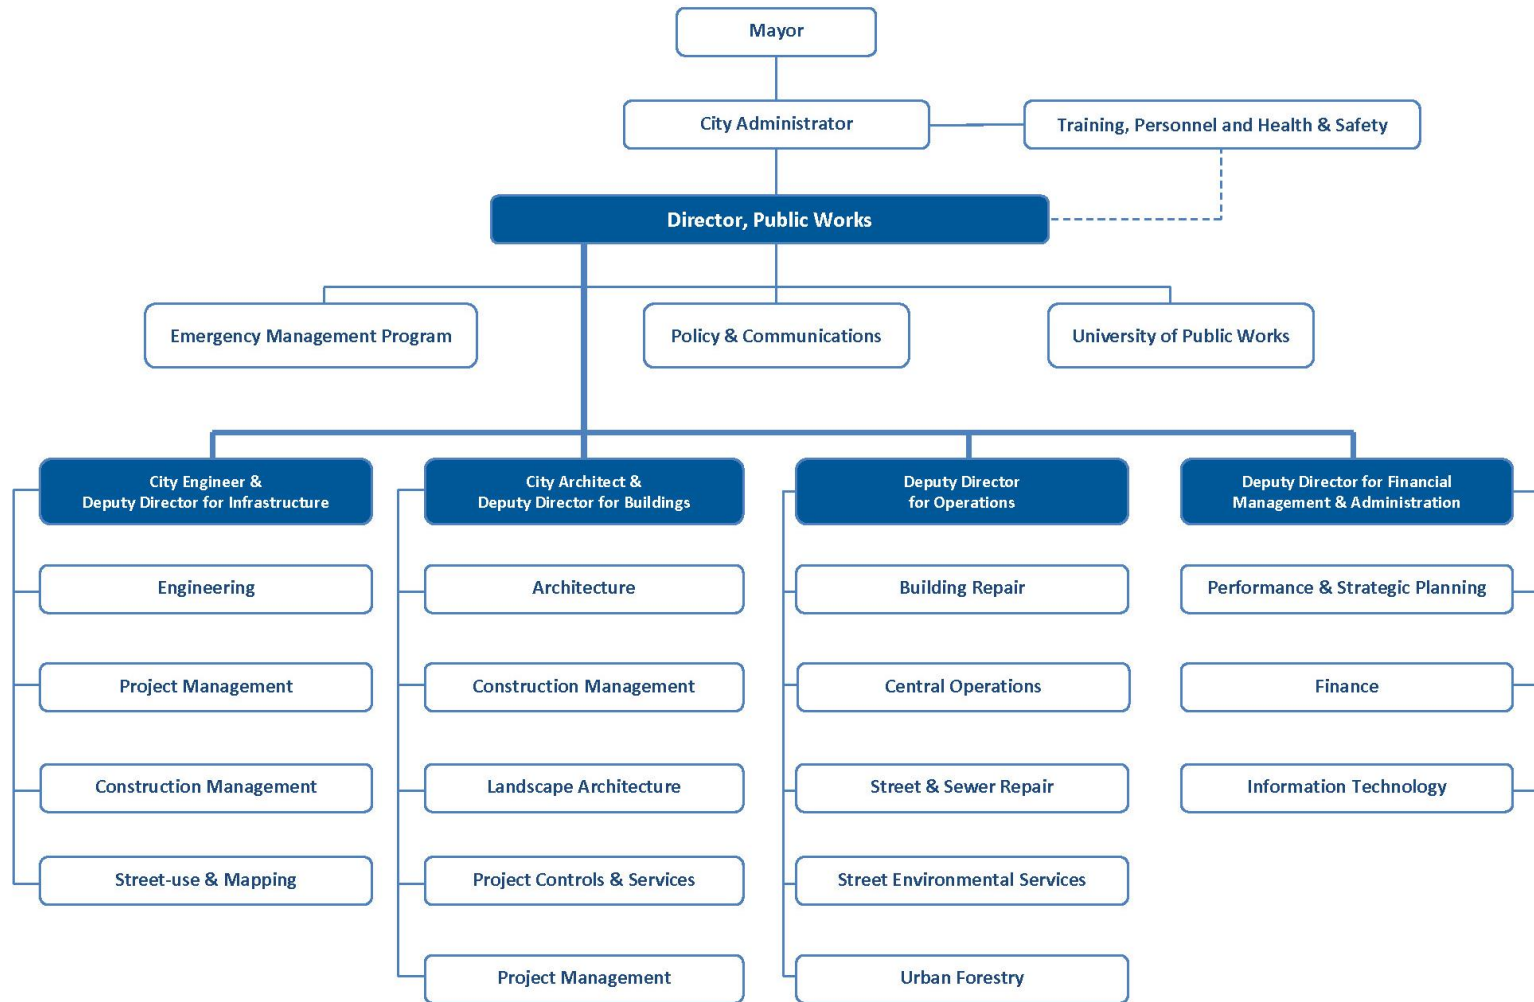 Mayor
City Administrator
Training, Personnel and Health & Safety
Director, Public Works
Emergency Management Program
Policy & Communications
University of Public Works
City Engineer &
Deputy Director for Infrastructure
City Architect &
Deputy Director for Buildings
Deputy Director
for Operations
Deputy Director for Financial
Management & Administration
Engineering
Architecture
Building Repair
Performance & Strategic Planning
Project Management
Construction Management
Central Operations
Finance
Construction Management
Landscape Architecture
Street & Sewer Repair
Information Technology
Street-use & Mapping
Project Controls & Services
Street Environmental Services
Project Management
Urban Forestry